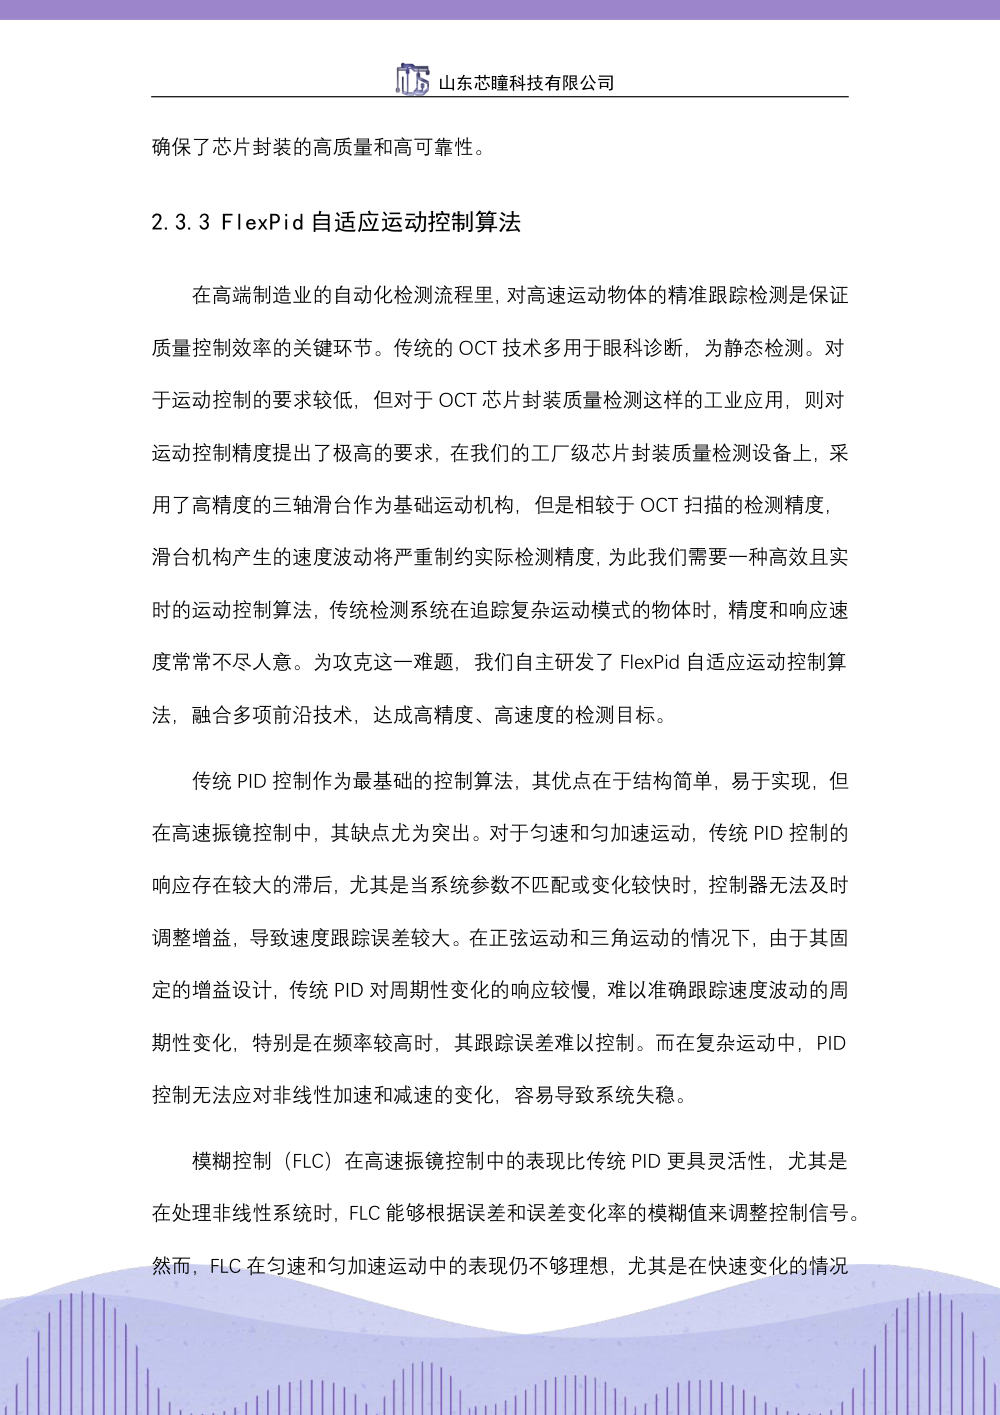 山东芯瞳科技有限公司
确保了芯片封装的高质量和高可靠性。
2.3.3 FlexPid 自适应运动控制算法
在高端制造业的自动化检测流程里，对高速运动物体的精准跟踪检测是保证
质量控制效率的关键环节。传统的 OCT 技术多用于眼科诊断，为静态检测。对
于运动控制的要求较低，但对于 OCT 芯片封装质量检测这样的工业应用，则对
运动控制精度提出了极高的要求，在我们的工厂级芯片封装质量检测设备上，采
用了高精度的三轴滑台作为基础运动机构，但是相较于 OCT 扫描的检测精度，
滑台机构产生的速度波动将严重制约实际检测精度，为此我们需要一种高效且实
时的运动控制算法，传统检测系统在追踪复杂运动模式的物体时，精度和响应速
度常常不尽人意。为攻克这一难题，我们自主研发了 FlexPid 自适应运动控制算
法，融合多项前沿技术，达成高精度、高速度的检测目标。
传统 PID 控制作为最基础的控制算法，其优点在于结构简单，易于实现，但
在高速振镜控制中，其缺点尤为突出。对于匀速和匀加速运动，传统 PID 控制的
响应存在较大的滞后，尤其是当系统参数不匹配或变化较快时，控制器无法及时
调整增益，导致速度跟踪误差较大。在正弦运动和三角运动的情况下，由于其固
定的增益设计，传统 PID 对周期性变化的响应较慢，难以准确跟踪速度波动的周
期性变化，特别是在频率较高时，其跟踪误差难以控制。而在复杂运动中，PID
控制无法应对非线性加速和减速的变化，容易导致系统失稳。
模糊控制（FLC）在高速振镜控制中的表现比传统 PID 更具灵活性，尤其是
在处理非线性系统时，FLC 能够根据误差和误差变化率的模糊值来调整控制信号。
然而，FLC 在匀速和匀加速运动中的表现仍不够理想，尤其是在快速变化的情况